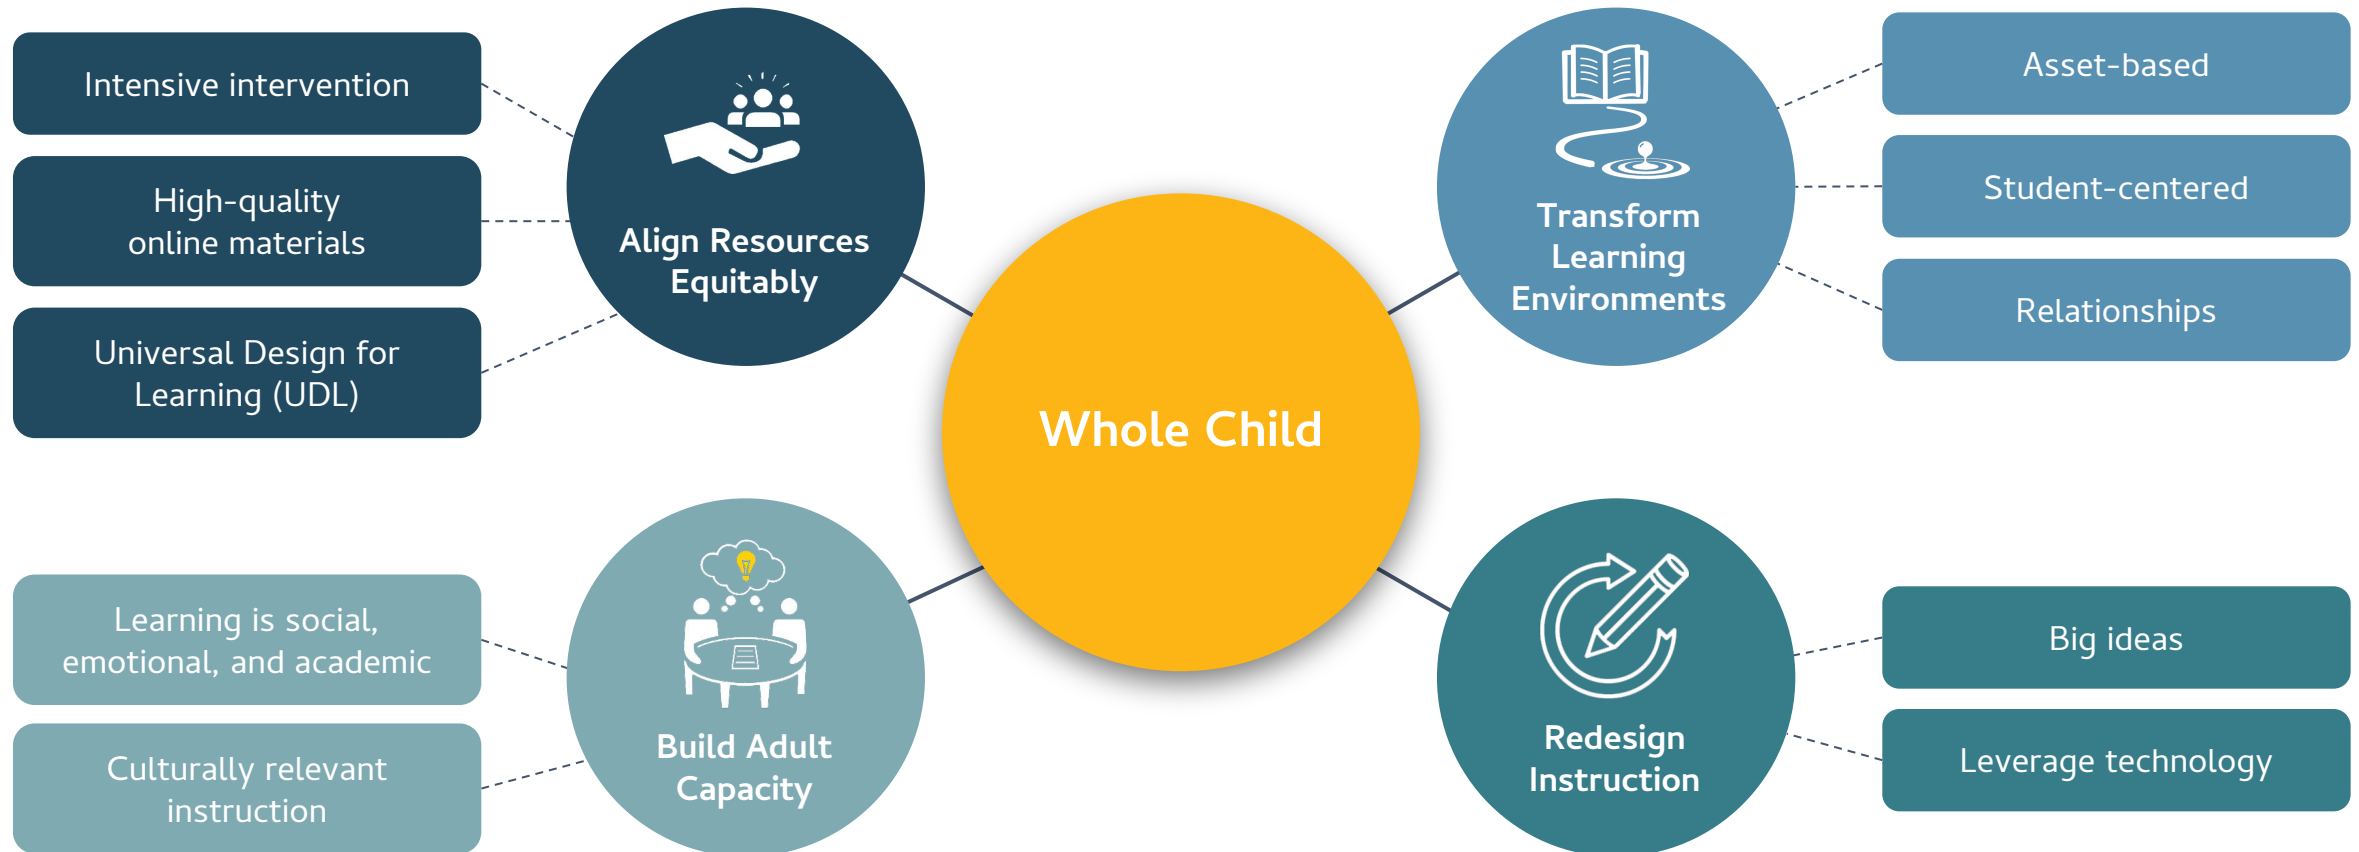 Intensive intervention
High-quality
online materials
Universal Design for
Learning (UDL)
Align Resources
Equitably
Transform
Learning
Environments
Asset-based
Student-centered
Relationships
Whole Child
Learning is social,
emotional, and academic
Culturally relevant
instruction
Build Adult
Capacity
Redesign
Instruction
Big ideas
Leverage technology